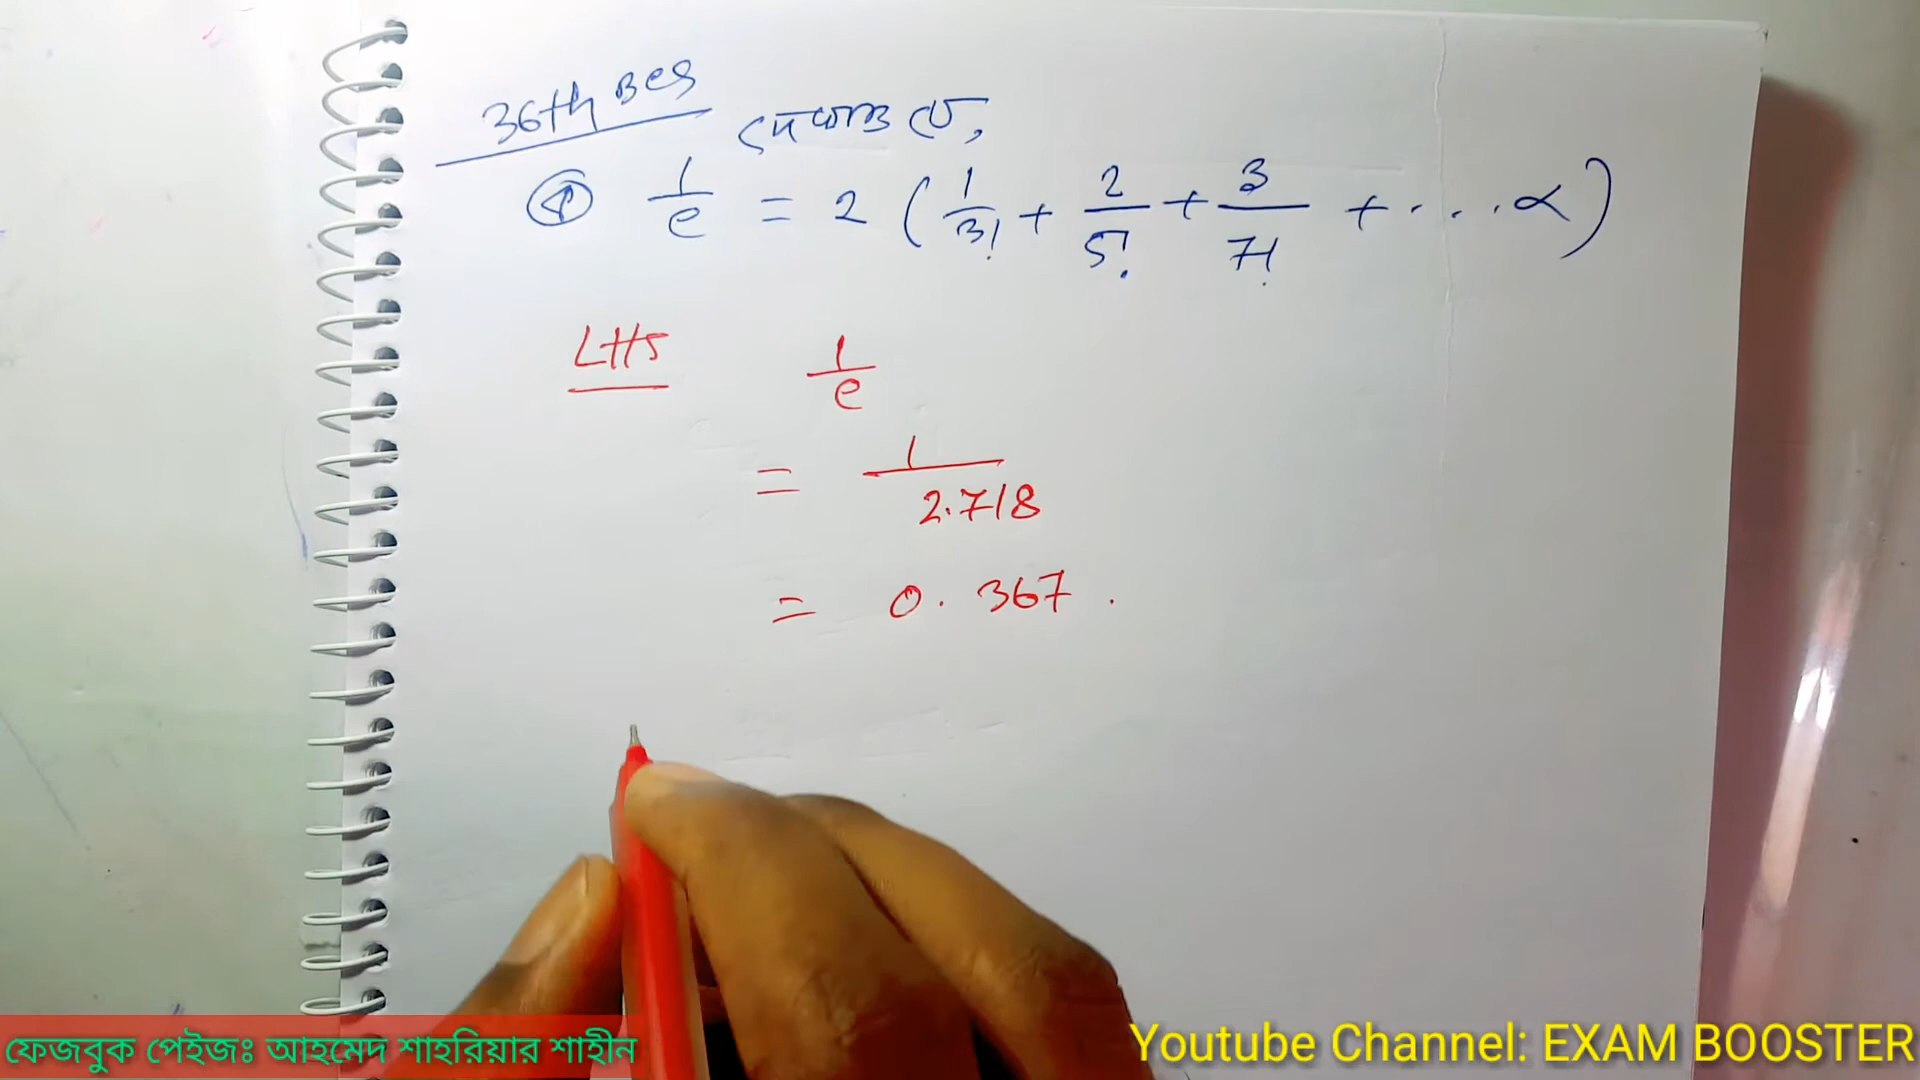 36th BCS
দেখাও যে,
১ 1/e = 2 (1/3! + 2/5! + 3/7! + . . . . ∝)
LHS 1/e
= 1/2.718
= 0.367.
ফেজবুক পেইজঃ আহমেদ শাহরিয়ার শাহীন
Youtube Channel: EXAM BOOSTER